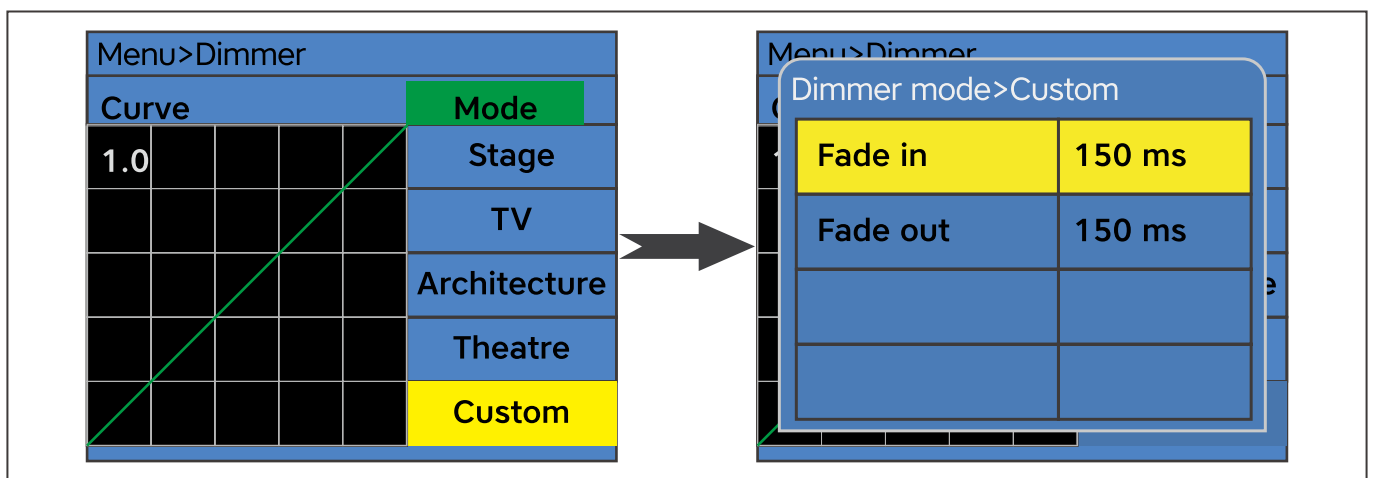 Menu>Dimmer
Curve Mode
1.0 Stage
TV
Architecture
Theatre
Custom
Menu>Dimmer
Dimmer mode>Custom
Fade in 150 ms
Fade out 150 ms